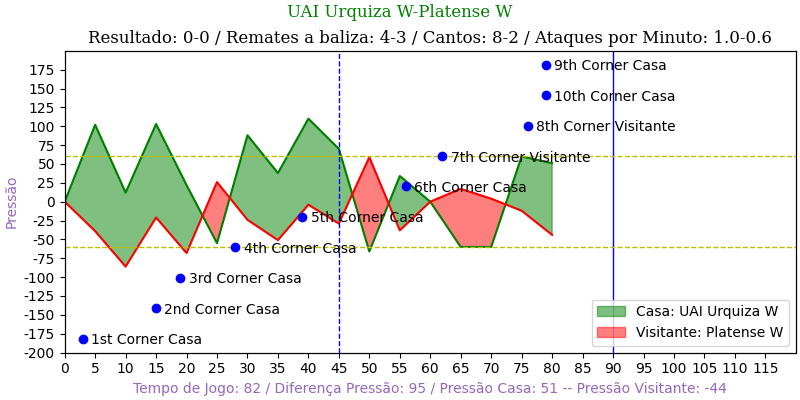 UAI Urquiza W-Platense W
Resultado: 0-0 / Remates a baliza: 4-3 / Cantos: 8-2 / Ataques por Minuto: 1.0-0.6
Pressão
175
150
125
100
75
50
25
0
-25
-50
-75
-100
-125
-150
-175
-200
9th Corner Casa
10th Corner Casa
8th Corner Visitante
7th Corner Visitante
6th Corner Casa
5th Corner Casa
4th Corner Casa
3rd Corner Casa
2nd Corner Casa
1st Corner Casa
Casa: UAI Urquiza W
Visitante: Platense W
0 5 10 15 20 25 30 35 40 45 50 55 60 65 70 75 80 85 90 95 100 105 110 115
Tempo de Jogo: 82 / Diferença Pressão: 95 / Pressão Casa: 51 -- Pressão Visitante: -44